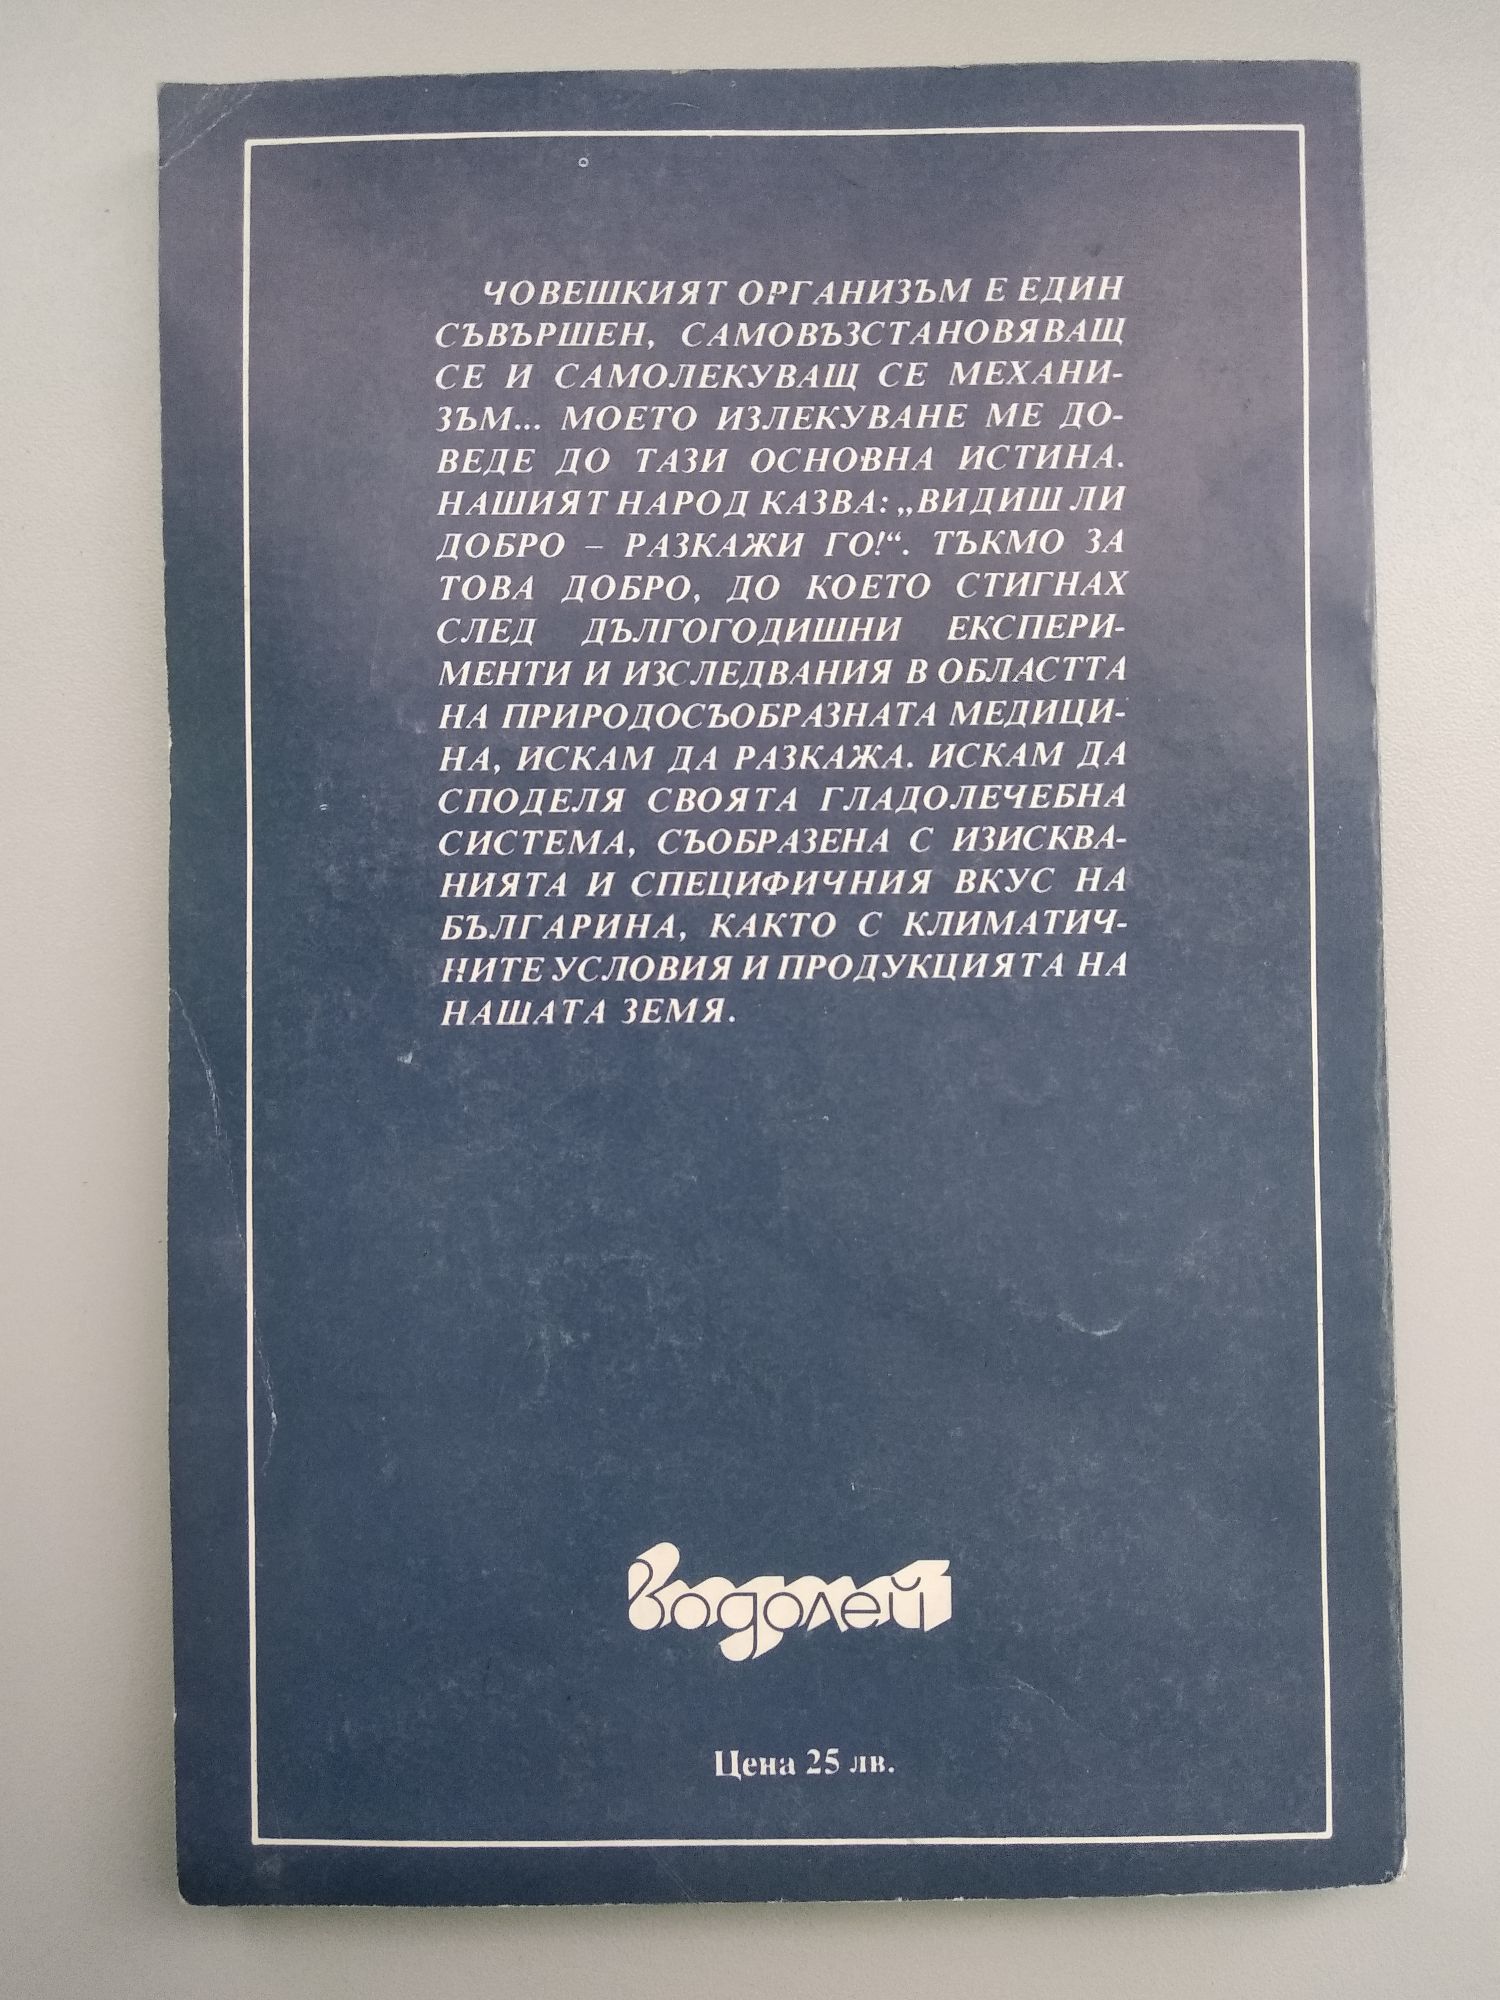 ЧОВЕШКИЯТ ОРГАНИЗЪМ Е ЕДИН
СЪВЪРШЕН, САМОВЪЗСТАНОВЯВАЩ
СЕ И САМОЛЕКУВАЩ СЕ МЕХАНИ-
ЗЪМ... МОЕТО ИЗЛЕКУВАНЕ МЕ ДО-
ВЕДЕ ДО ТАЗИ ОСНОВНА ИСТИНА.
НАШИЯТ НАРОД КАЗВА: „ВИДИШ ЛИ
ДОБРО – РАЗКАЖИ ГО!“. ТЪКМО ЗА
ТОВА ДОБРО, ДО КОЕТО СТИГНАХ
СЛЕД ДЪЛГОГОДИШНИ ЕКСПЕРИ-
МЕНТИ И ИЗСЛЕДВАНИЯ В ОБЛАСТТА
НА ПРИРОДОСЪОБРАЗНАТА МЕДИЦИ-
НА, ИСКАМ ДА РАЗКАЖА. ИСКАМ ДА
СПОДЕЛЯ СВОЯТА ГЛАДОЛЕЧЕБНА
СИСТЕМА, СЪОБРАЗЕНА С ИЗИСКВА-
НИЯТА И СПЕЦИФИЧНИЯ ВКУС НА
БЪЛГАРИНА, КАКТО С КЛИМАТИЧ-
НИТЕ УСЛОВИЯ И ПРОДУКЦИЯТА НА
НАШАТА ЗЕМЯ.
Водолей
Цена 25 лв.